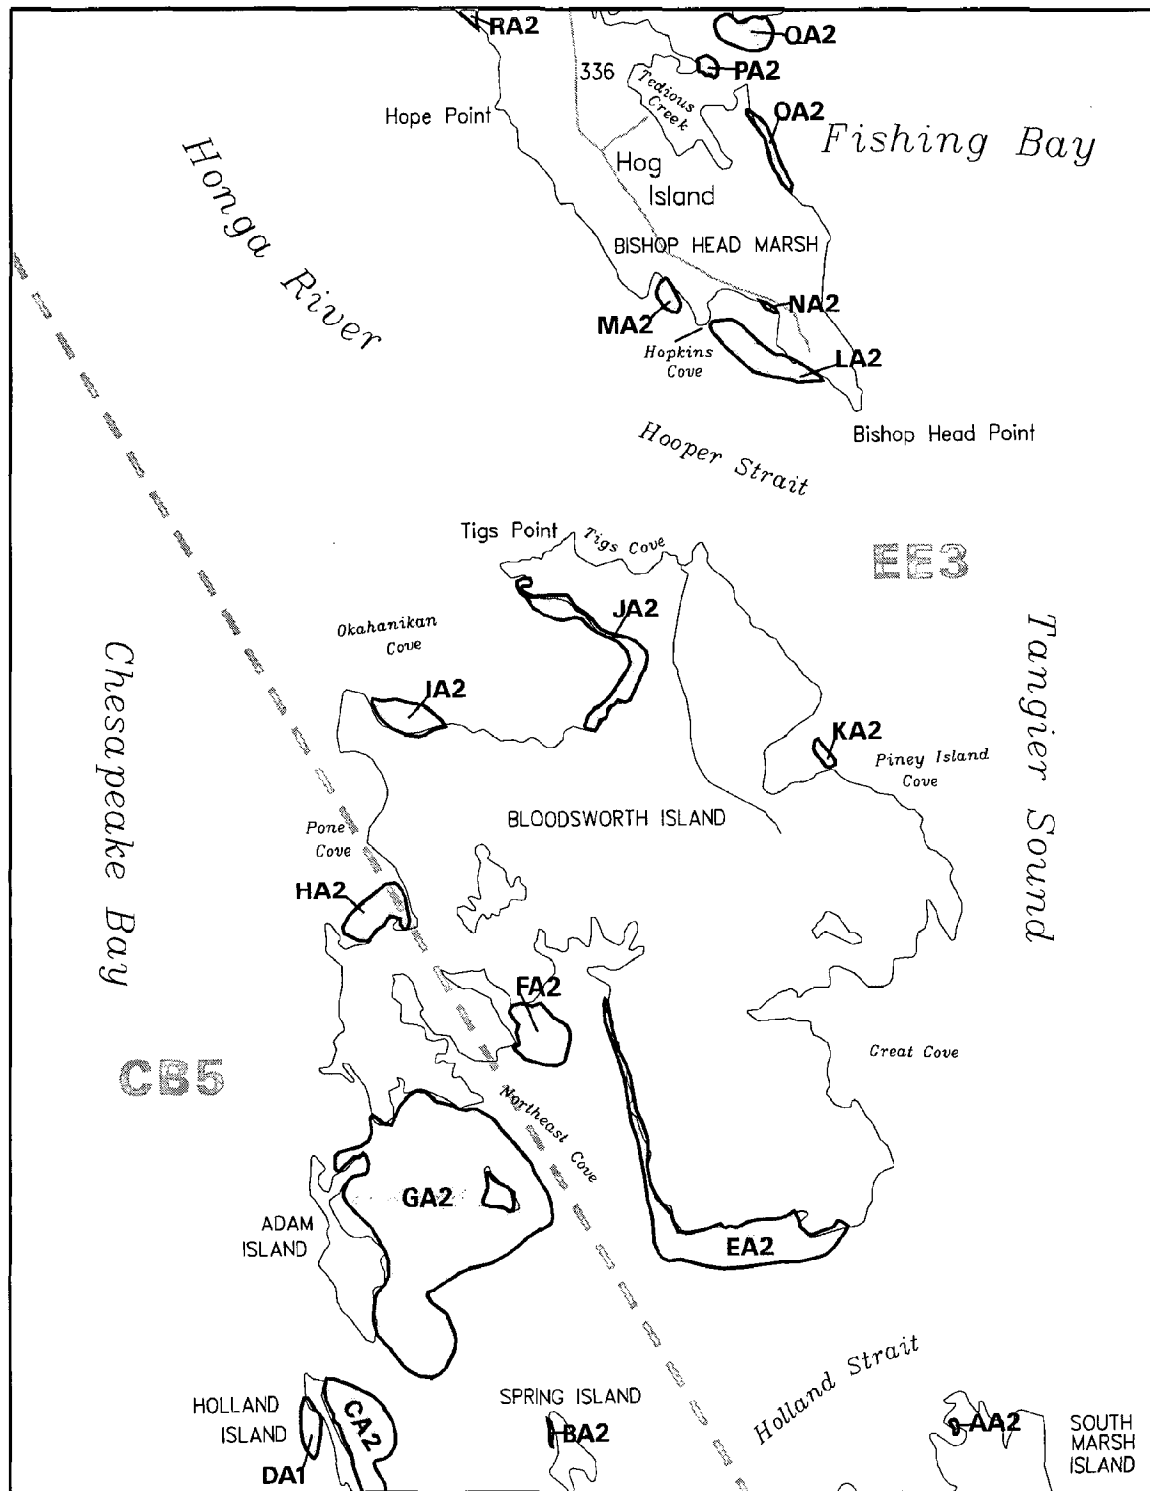 RA2
QA2
336
PA2
Tedious
Creek
OA2
Hope Point
Fishing Bay
Honga River
Hog
Island
BISHOP HEAD MARSH
NA2
MA2
Hopkins
Cove
LA2
Bishop Head Point
Hooper Strait
Tigs Point
Tigs Cove
EE3
JA2
Okahanikan
Cove
Tangier Sound
Chesapeake Bay
IA2
KA2
Piney Island
Cove
BLOODSWORTH ISLAND
Pone
Cove
HA2
FA2
Great Cove
CB5
Northeast Cove
GA2
ADAM
ISLAND
EA2
Holland Strait
HOLLAND
ISLAND
CA2
SPRING ISLAND
BA2
AA2
SOUTH
MARSH
ISLAND
DA1